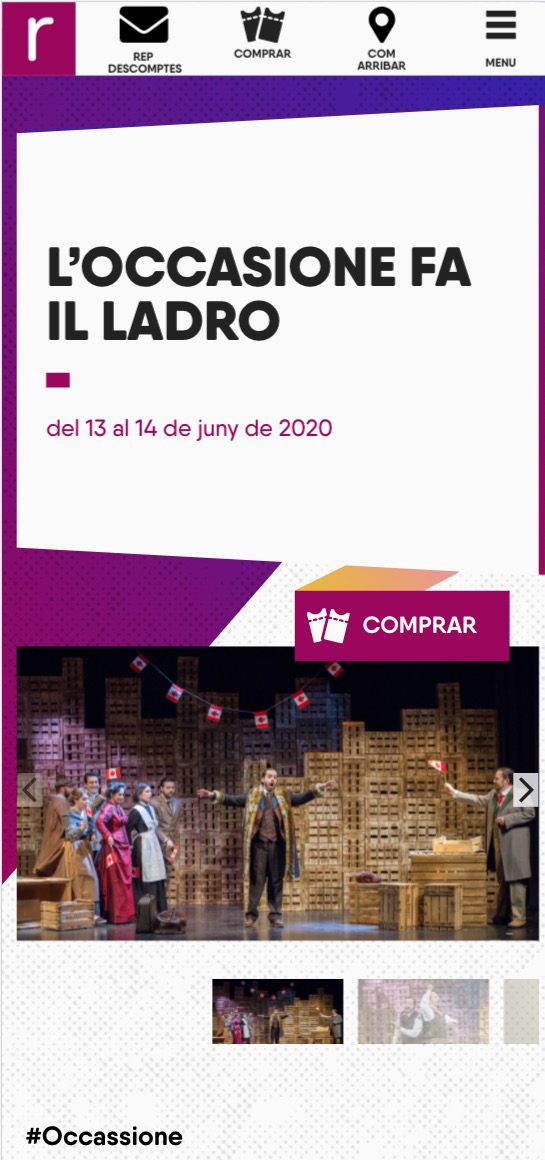 r
REP
DESCOMPTES
COMPRAR
COM
ARRIBAR
MENU
L’OCCASIONE FA
IL LADRO
del 13 al 14 de juny de 2020
COMPRAR
#Occassione